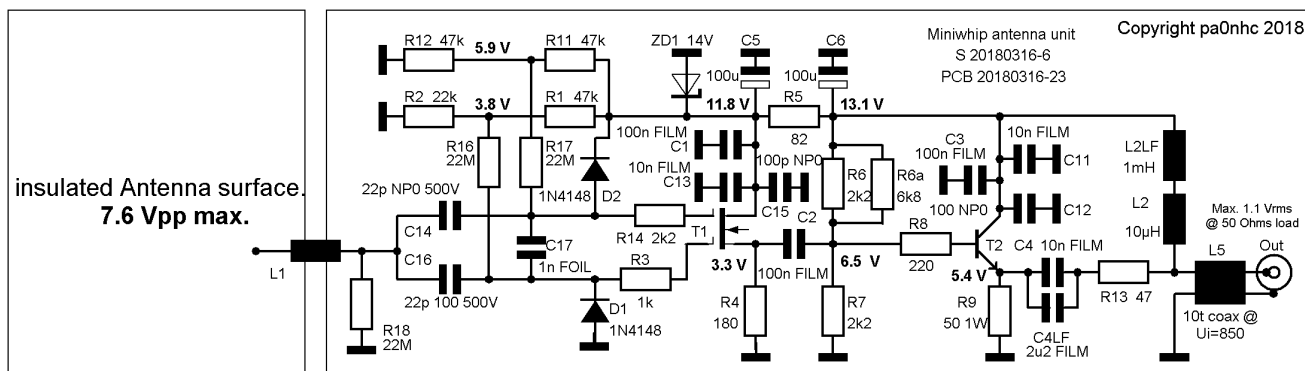 Copyright pa0nhc 2018
Miniwhip antenna unit
S 20180316-6
PCB 20180316-23
R12 47k
5.9 V
R11 47k
ZD1 14V
C5
100u
C6
100u
R2 22k
3.8 V
R1 47k
11.8 V
R5
82
13.1 V
R16
22M
R17
22M
100n FILM
C1
10n FILM
C13
100p NP0
C15
C3
100n FILM
10n FILM
C11
L2LF
1mH
R6
2k2
R6a
6k8
100 NP0
C12
L2
10µH
Max. 1.1 Vrms
@ 50 Ohms load
insulated Antenna surface.
7.6 Vpp max.
22p NP0 500V
C14
1N4148
D2
R14 2k2
T1
C2
100n FILM
R8
220
T2
C4
10n FILM
L5
Out
L1
C16
22p 100 500V
C17
1n FOIL
R3
1k
3.3 V
6.5 V
5.4 V
R18
22M
D1
1N4148
R4
180
R7
2k2
R9
50 1W
C4LF
2u2 FILM
R13 47
10t coax @
Ui=850